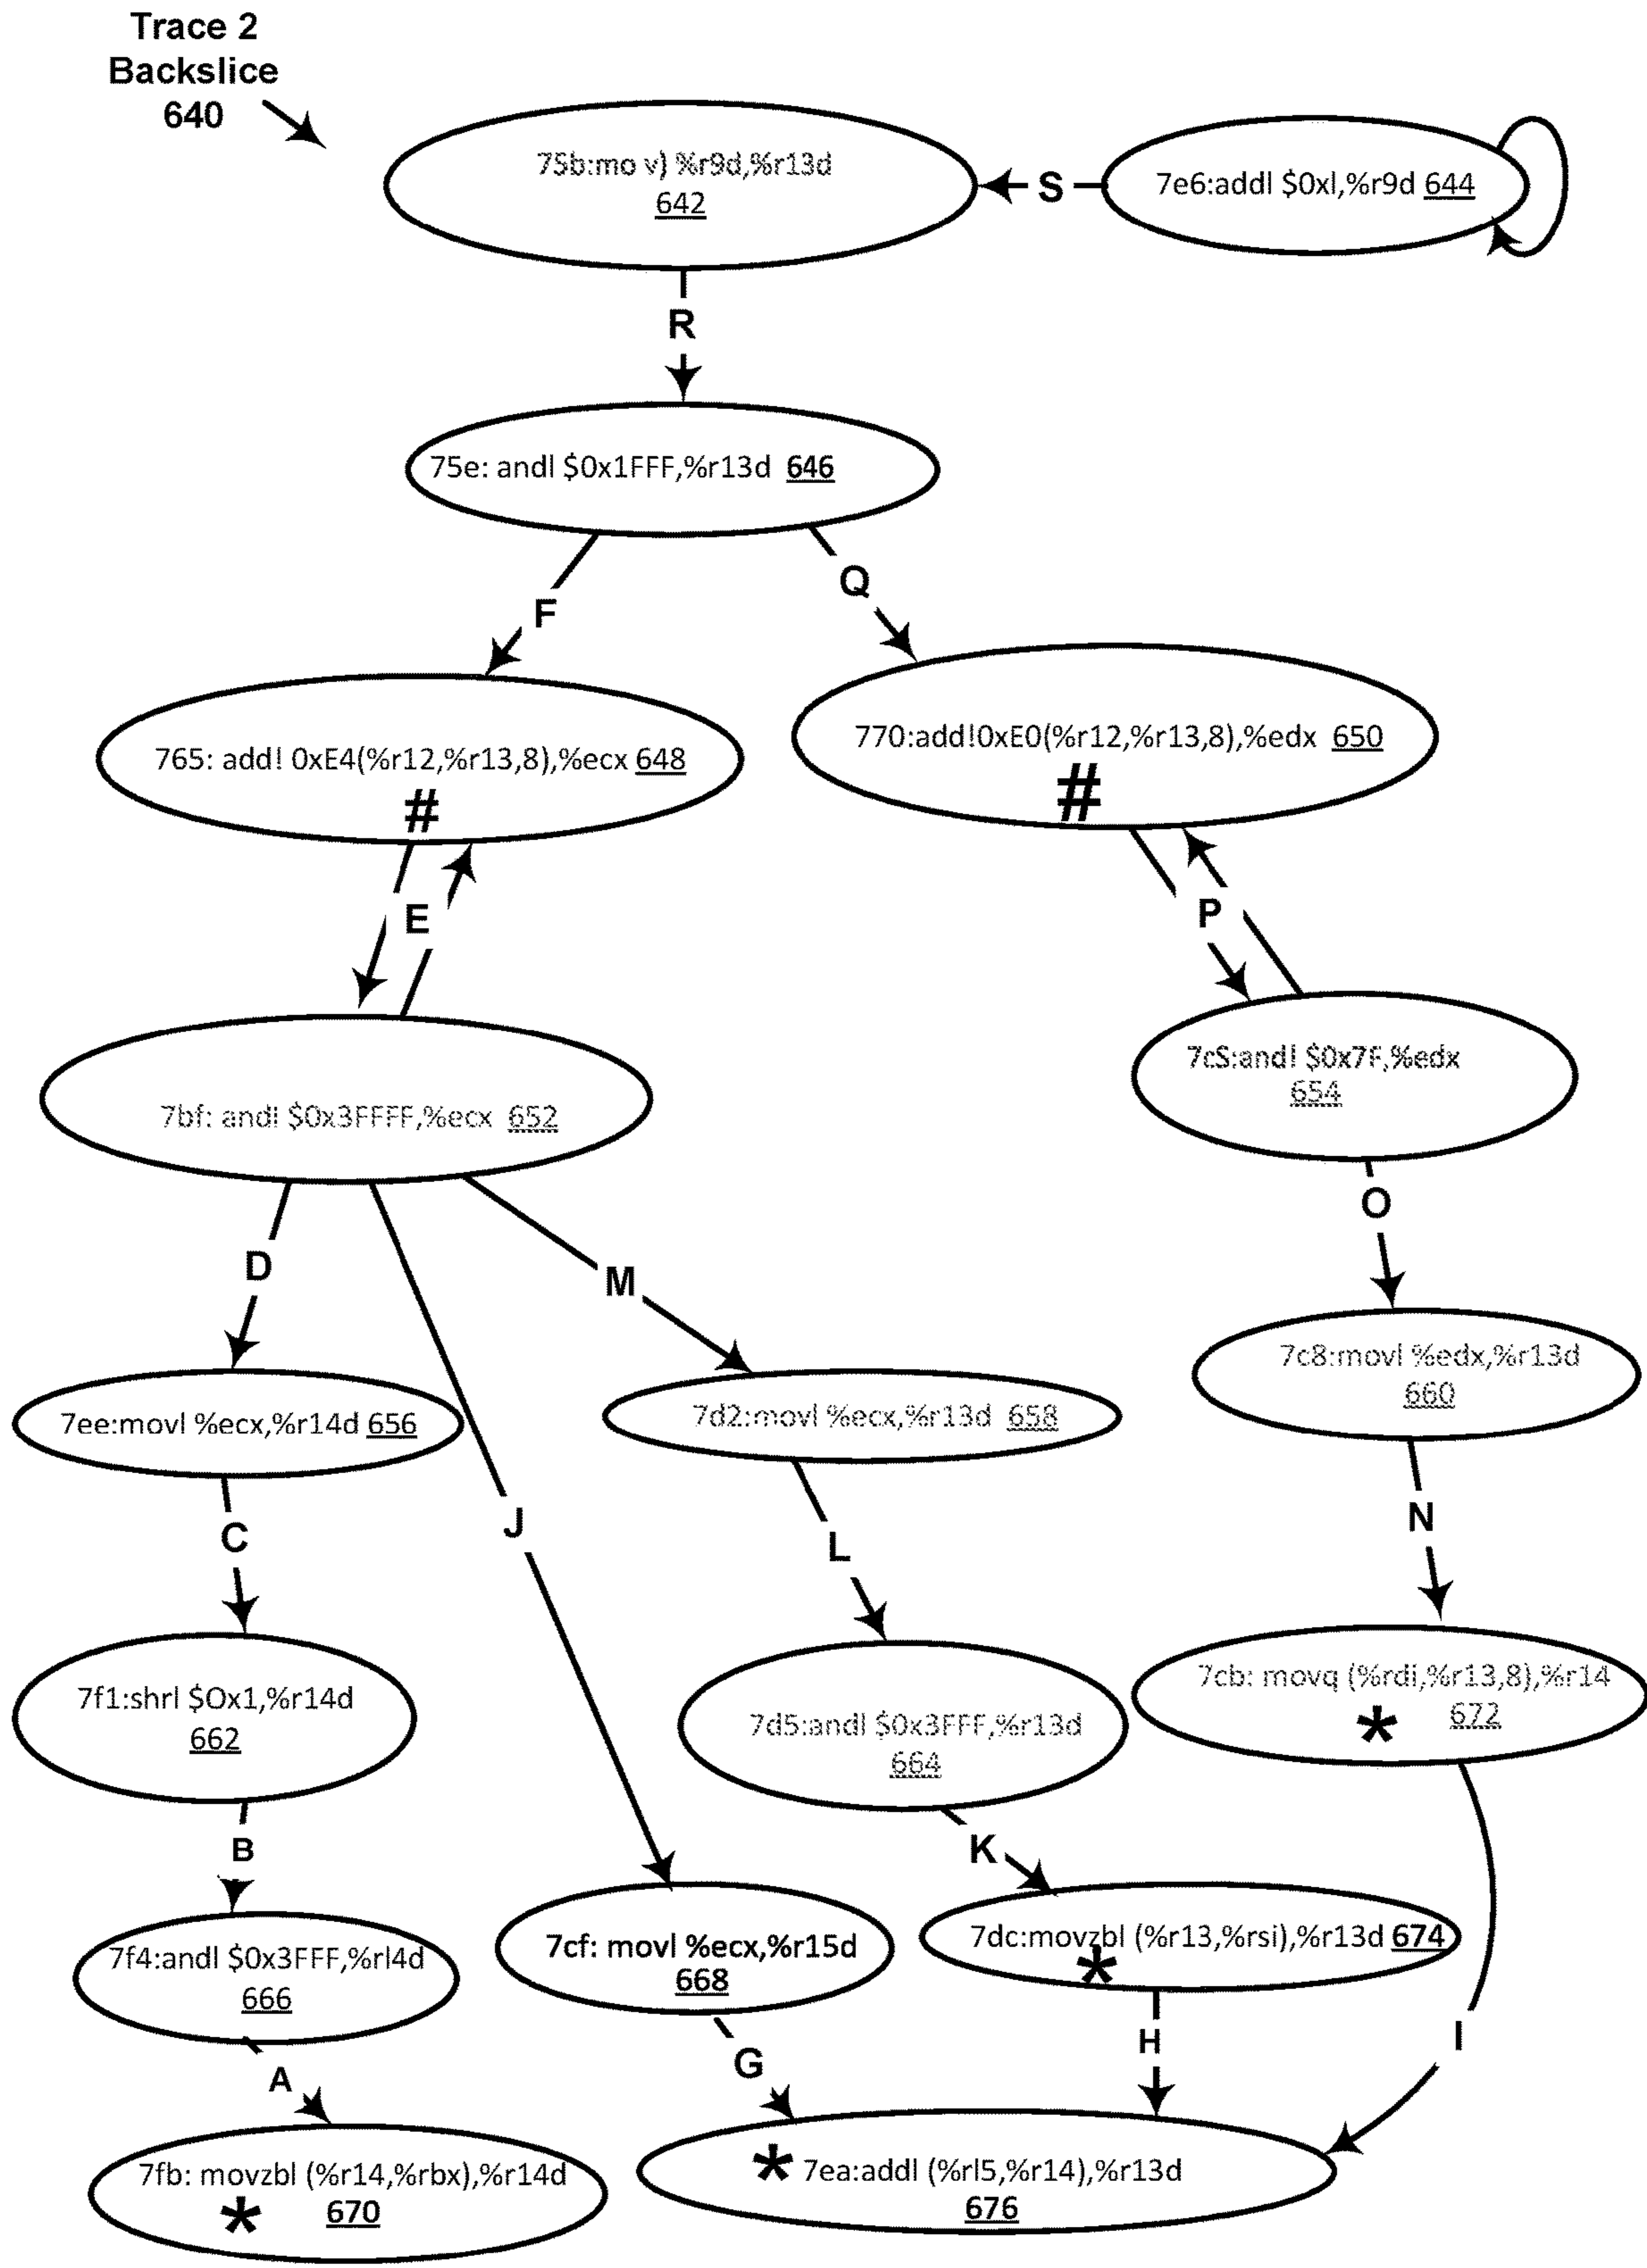 Trace 2
Backslice
640
75b:mo v) %r9d,%r13d
642
S
7e6:addl $0xl,%r9d 644
R
75e: andl $0x1FFF,%r13d 646
F
Q
765: add! 0xE4(%r12,%r13,8),%ecx 648
#
770:add!0xE0(%r12,%r13,8),%edx 650
#
E
P
7bf: andl $0x3FFFF,%ecx 652
7cS:and! $0x7F,%edx
654
D
M
O
7ee:movl %ecx,%r14d 656
7d2:movl %ecx,%r13d 658
7c8:movl %edx,%r13d
660
C
J
L
N
7f1:shrl $Ox1,%r14d
662
7d5:andl $0x3FFF,%r13d
664
7cb: movq (%rdi,%r13,8),%r14
* 672
B
K
7f4:andl $0x3FFF,%rl4d
666
7cf: movl %ecx,%r15d
668
7dc:movzbl (%r13,%rsi),%r13d 674
*
A
G
H
I
7fb: movzbl (%r14,%rbx),%r14d
* 670
* 7ea:addl (%rl5,%r14),%r13d
676